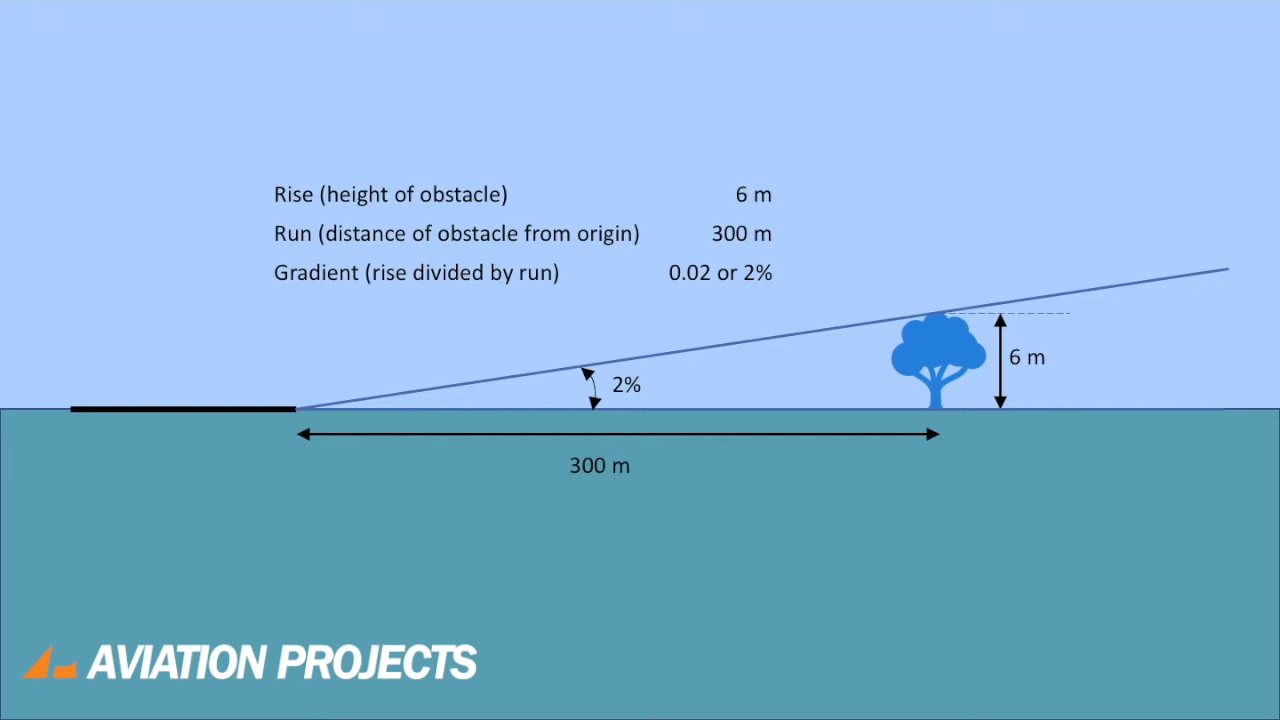 Rise (height of obstacle) 6 m
Run (distance of obstacle from origin) 300 m
Gradient (rise divided by run) 0.02 or 2%
6 m
2%
300 m
AVIATION PROJECTS